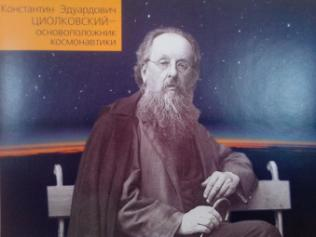 Константин Эдуардович
ЦИОЛКОВСКИЙ—
основоположник
космонавтики